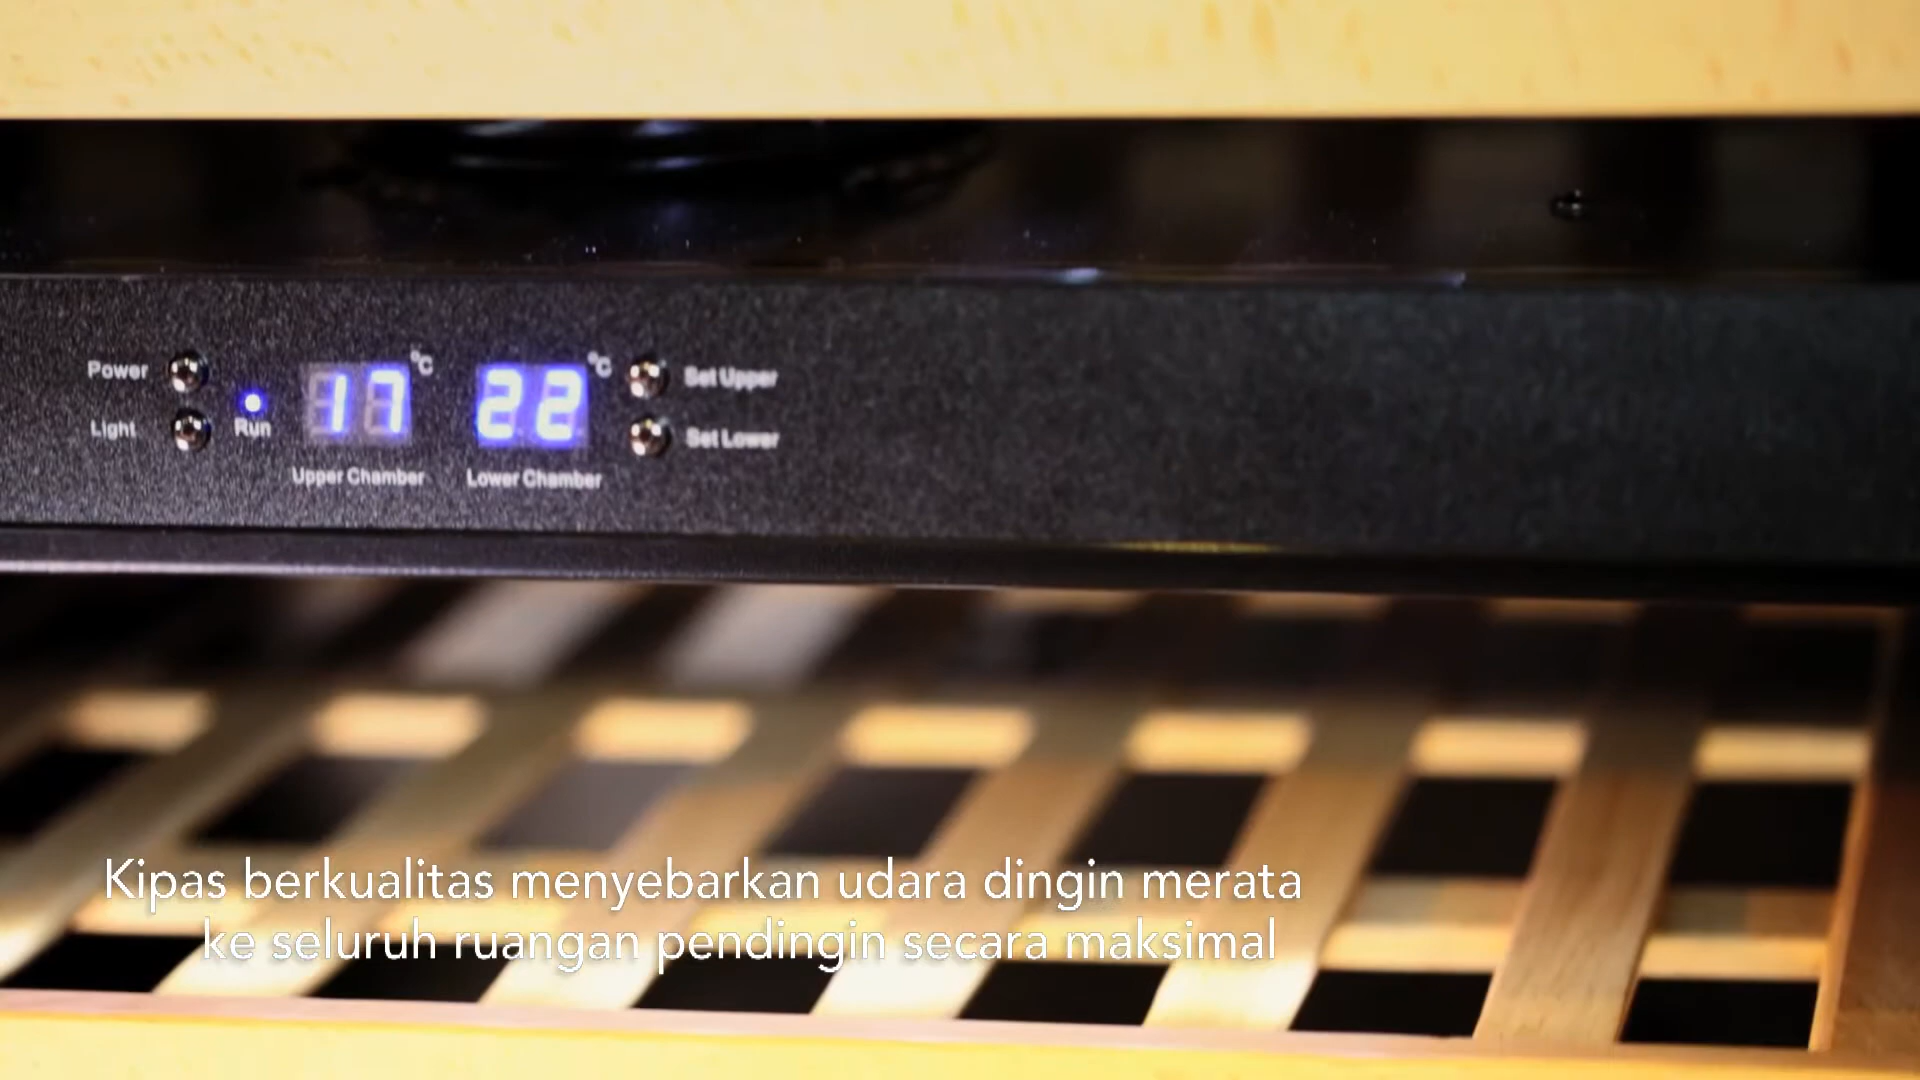 Power
Light
Run
17 °C
Upper Chamber
22 °C
Lower Chamber
Set Upper
Set Lower
Kipas berkualitas menyebarkan udara dingin merata
ke seluruh ruangan pendingin secara maksimal